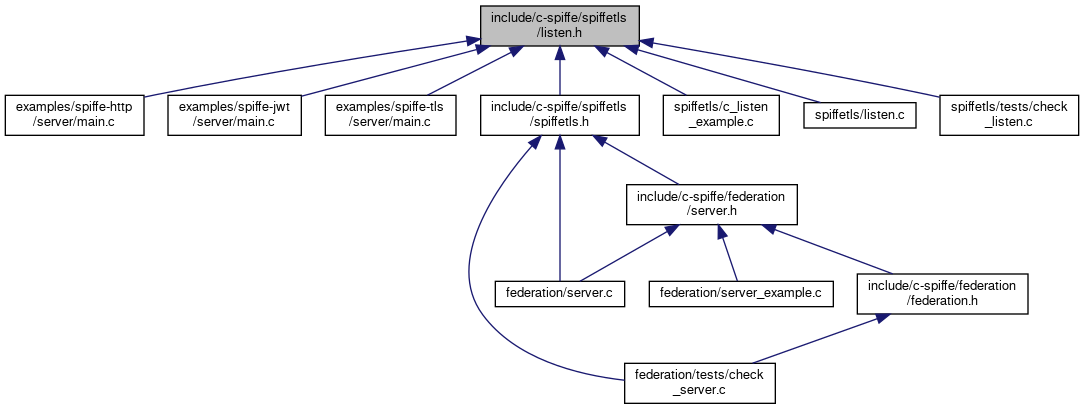 include/c-spiffe/spiffetls
/listen.h
examples/spiffe-http
/server/main.c
examples/spiffe-jwt
/server/main.c
examples/spiffe-tls
/server/main.c
include/c-spiffe/spiffetls
/spiffetls.h
spiffetls/c_listen
_example.c
spiffetls/listen.c
spiffetls/tests/check
_listen.c
include/c-spiffe/federation
/server.h
federation/server.c
federation/server_example.c
include/c-spiffe/federation
/federation.h
federation/tests/check
_server.c